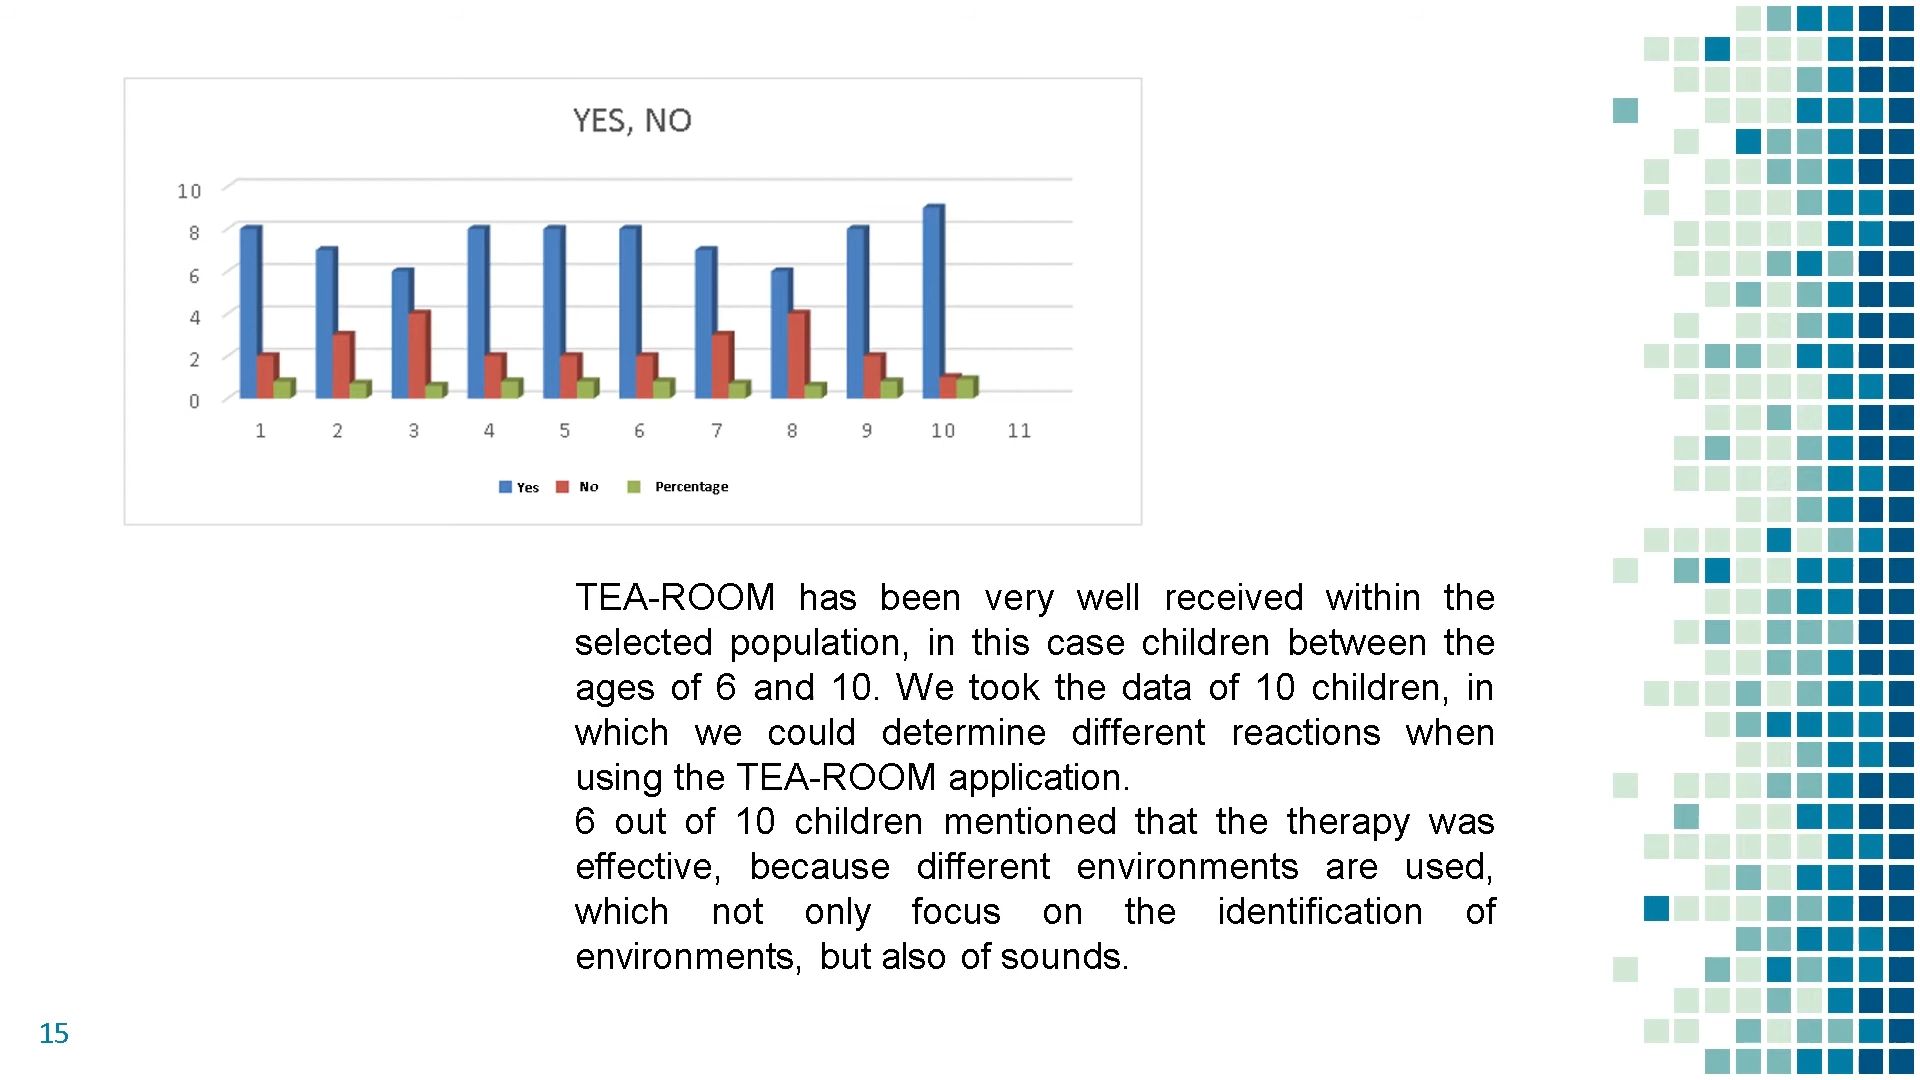 YES, NO
10
8
6
4
2
0
1 2 3 4 5 6 7 8 9 10 11
Yes No Percentage
TEA-ROOM has been very well received within the
selected population, in this case children between the
ages of 6 and 10. We took the data of 10 children, in
which we could determine different reactions when
using the TEA-ROOM application.
6 out of 10 children mentioned that the therapy was
effective, because different environments are used,
which not only focus on the identification of
environments, but also of sounds.
15